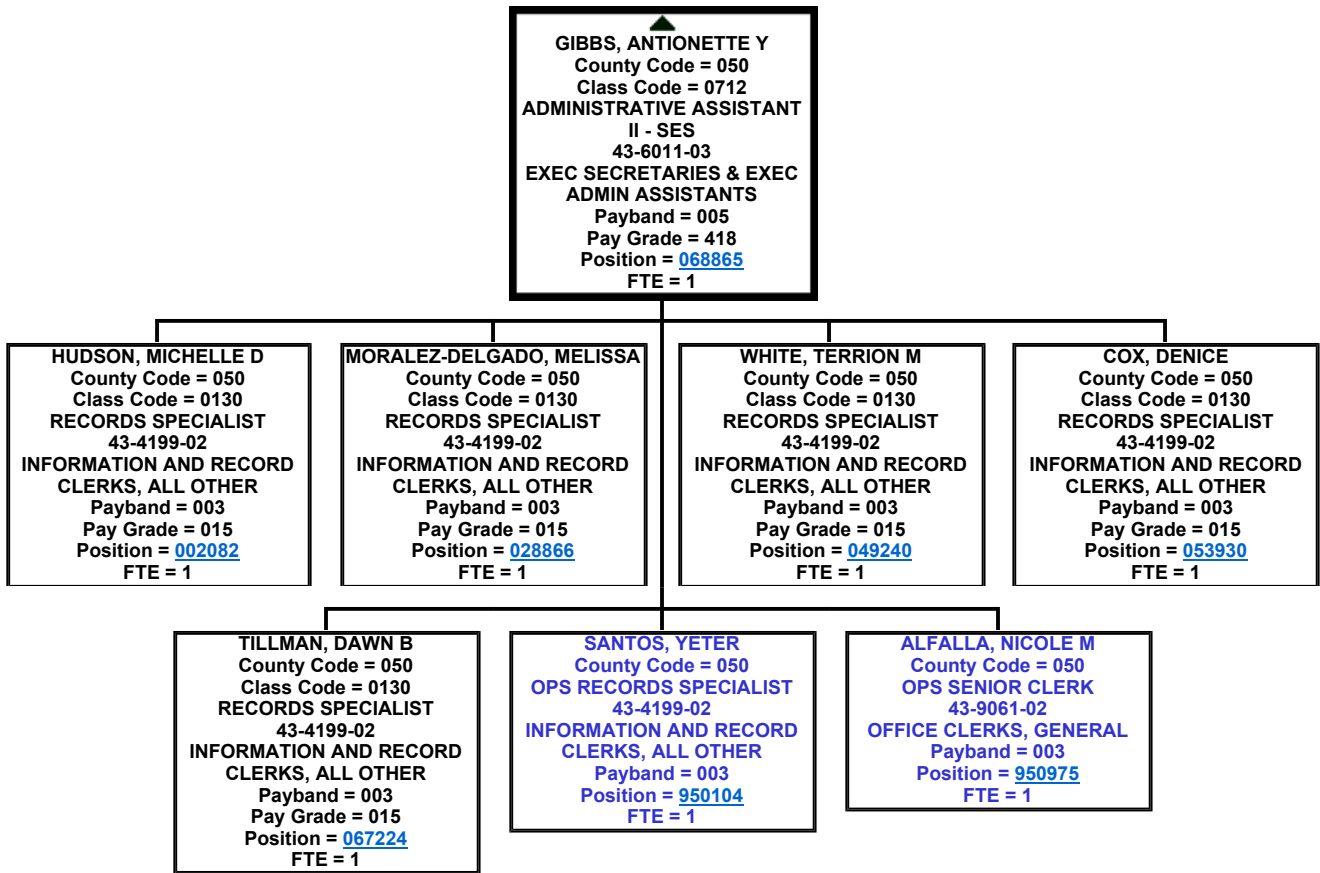 GIBBS, ANTIONETTE Y
County Code = 050
Class Code = 0712
ADMINISTRATIVE ASSISTANT
II - SES
43-6011-03
EXEC SECRETARIES & EXEC
ADMIN ASSISTANTS
Payband = 005
Pay Grade = 418
Position = 068865
FTE = 1
HUDSON, MICHELLE D
County Code = 050
Class Code = 0130
RECORDS SPECIALIST
43-4199-02
INFORMATION AND RECORD
CLERKS, ALL OTHER
Payband = 003
Pay Grade = 015
Position = 002082
FTE = 1
MORALEZ-DELGADO, MELISSA
County Code = 050
Class Code = 0130
RECORDS SPECIALIST
43-4199-02
INFORMATION AND RECORD
CLERKS, ALL OTHER
Payband = 003
Pay Grade = 015
Position = 028866
FTE = 1
WHITE, TERRION M
County Code = 050
Class Code = 0130
RECORDS SPECIALIST
43-4199-02
INFORMATION AND RECORD
CLERKS, ALL OTHER
Payband = 003
Pay Grade = 015
Position = 049240
FTE = 1
COX, DENICE
County Code = 050
Class Code = 0130
RECORDS SPECIALIST
43-4199-02
INFORMATION AND RECORD
CLERKS, ALL OTHER
Payband = 003
Pay Grade = 015
Position = 053930
FTE = 1
TILLMAN, DAWN B
County Code = 050
Class Code = 0130
RECORDS SPECIALIST
43-4199-02
INFORMATION AND RECORD
CLERKS, ALL OTHER
Payband = 003
Pay Grade = 015
Position = 067224
FTE = 1
SANTOS, YETER
County Code = 050
OPS RECORDS SPECIALIST
43-4199-02
INFORMATION AND RECORD
CLERKS, ALL OTHER
Payband = 003
Position = 950104
FTE = 1
ALFALLA, NICOLE M
County Code = 050
OPS SENIOR CLERK
43-9061-02
OFFICE CLERKS, GENERAL
Payband = 003
Position = 950975
FTE = 1